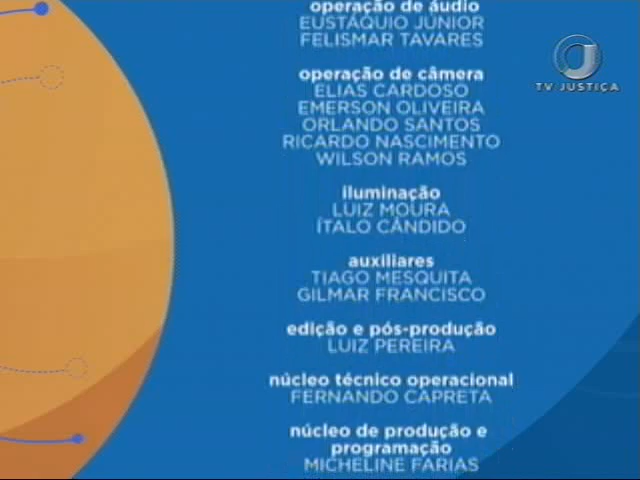 operação de áudio
EUSTÁQUIO JÚNIOR
FELISMAR TAVARES
operação de câmera
ELIAS CARDOSO
EMERSON OLIVEIRA
ORLANDO SANTOS
RICARDO NASCIMENTO
WILSON RAMOS
iluminação
LUIZ MOURA
ÍTALO CÂNDIDO
auxiliares
TIAGO MESQUITA
GILMAR FRANCISCO
edição e pós-produção
LUIZ PEREIRA
núcleo técnico operacional
FERNANDO CAPRETA
núcleo de produção e
programação
MICHELINE FARIAS
TV JUSTIÇA